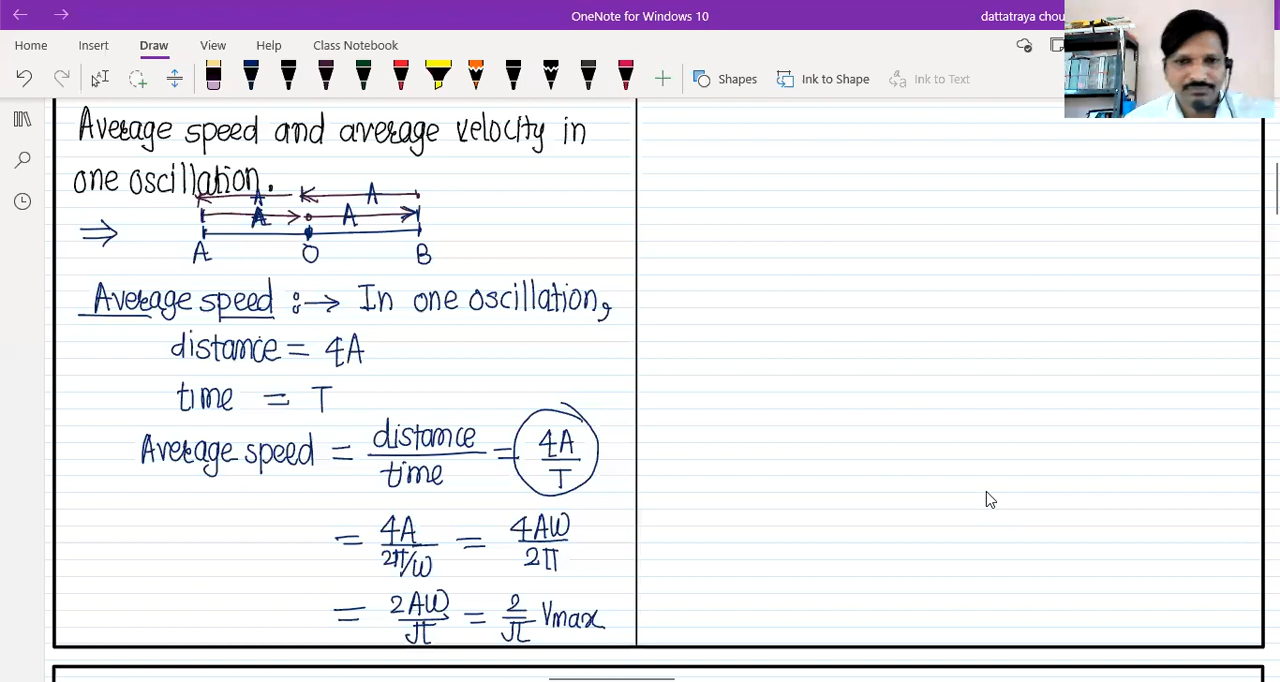 OneNote for Windows 10
dattatraya chou
Home Insert Draw View Help Class Notebook
Shapes Ink to Shape Ink to Text
Average speed and average velocity in
one oscillation.
A A
⇒ A A
A O B
Average speed :→ In one oscillation,
distance = 4A
time = T
Average speed = distance/time = 4A/T
= 4A/(2π/ω) = 4Aω/2π
= 2Aω/π = 2/π Vmax